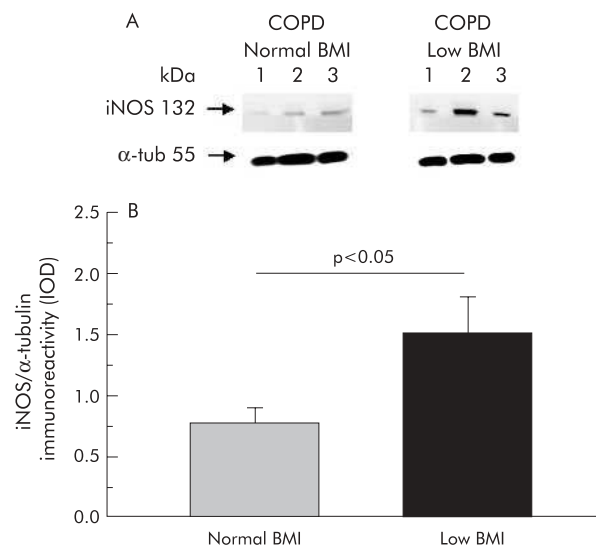 A
COPD COPD
Normal BMI Low BMI
kDa 1 2 3 1 2 3
iNOS 132
α-tub 55
B
2.5
2.0
1.5
1.0
0.5
0.0
iNOS/α-tubulin
immunoreactivity (IOD)
p<0.05
Normal BMI Low BMI